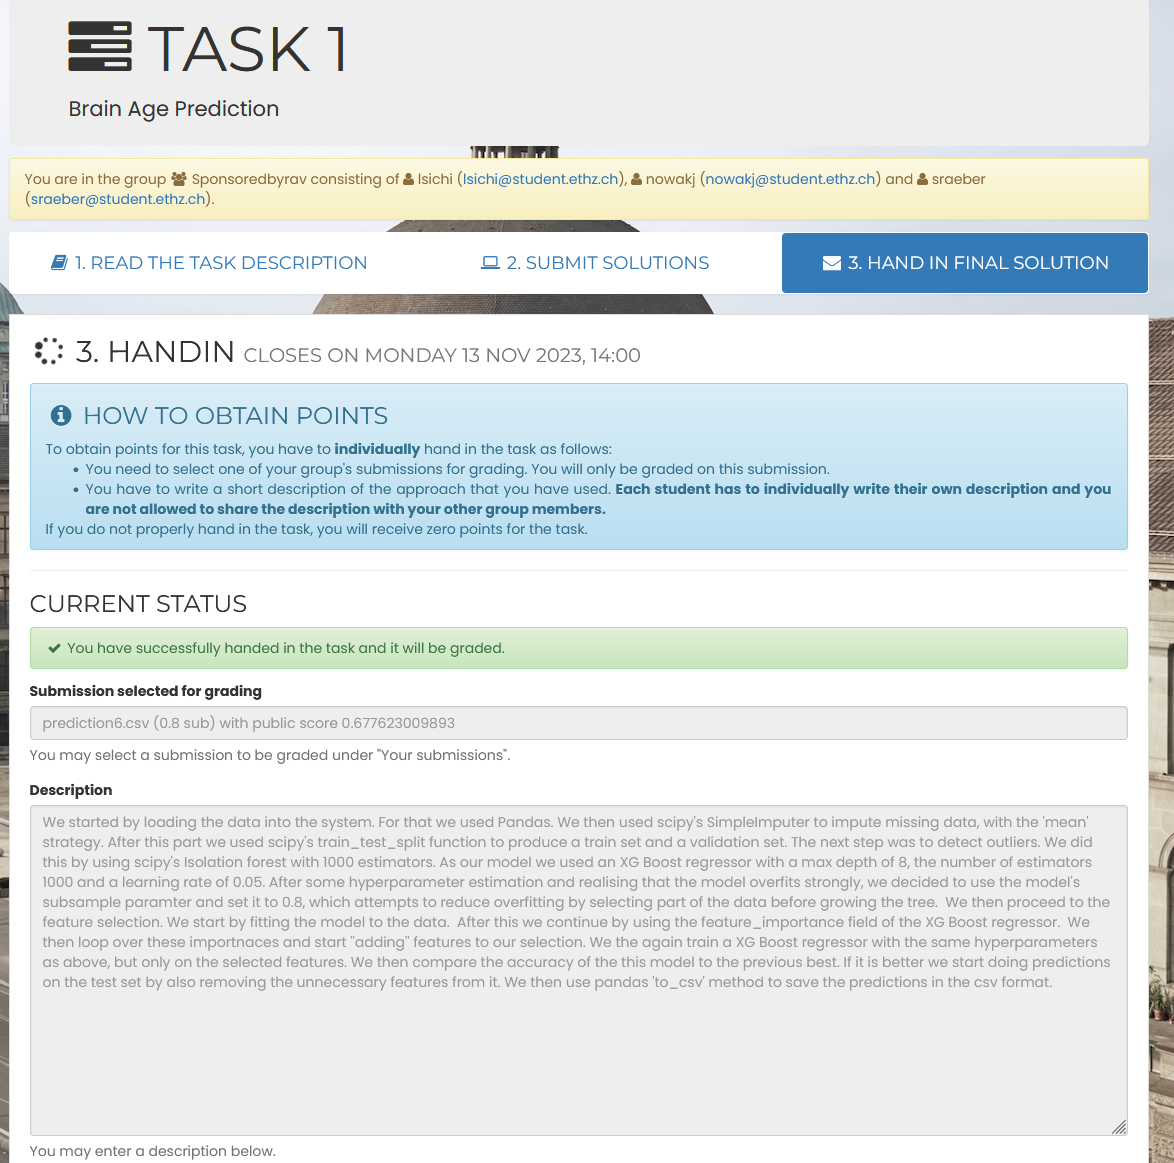 TASK 1
Brain Age Prediction
You are in the group Sponsoredbyrav consisting of lsichi (lsichi@student.ethz.ch), nowakj (nowakj@student.ethz.ch) and sraeber
(sraeber@student.ethz.ch).
1. READ THE TASK DESCRIPTION 2. SUBMIT SOLUTIONS 3. HAND IN FINAL SOLUTION
3. HANDIN CLOSES ON MONDAY 13 NOV 2023, 14:00
HOW TO OBTAIN POINTS
To obtain points for this task, you have to individually hand in the task as follows:
• You need to select one of your group's submissions for grading. You will only be graded on this submission.
• You have to write a short description of the approach that you have used. Each student has to individually write their own description and you
are not allowed to share the description with your other group members.
If you do not properly hand in the task, you will receive zero points for the task.
CURRENT STATUS
You have successfully handed in the task and it will be graded.
Submission selected for grading
prediction6.csv (0.8 sub) with public score 0.677623009893
You may select a submission to be graded under "Your submissions".
Description
We started by loading the data into the system. For that we used Pandas. We then used scipy's SimpleImputer to impute missing data, with the 'mean'
strategy. After this part we used scipy's train_test_split function to produce a train set and a validation set. The next step was to detect outliers. We did
this by using scipy's Isolation forest with 1000 estimators. As our model we used an XG Boost regressor with a max depth of 8, the number of estimators
1000 and a learning rate of 0.05. After some hyperparameter estimation and realising that the model overfits strongly, we decided to use the model's
subsample paramter and set it to 0.8, which attempts to reduce overfitting by selecting part of the data before growing the tree.  We then proceed to the
feature selection. We start by fitting the model to the data.  After this we continue by using the feature_importance field of the XG Boost regressor.  We
then loop over these importnaces and start "adding" features to our selection. We the again train a XG Boost regressor with the same hyperparameters
as above, but only on the selected features. We then compare the accuracy of the this model to the previous best. If it is better we start doing predictions
on the test set by also removing the unnecessary features from it. We then use pandas 'to_csv' method to save the predictions in the csv format.
You may enter a description below.